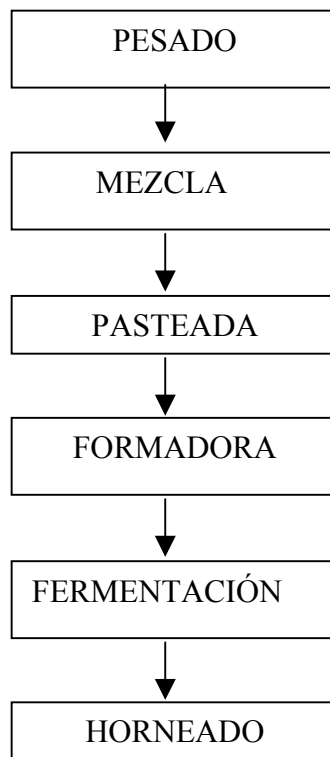 PESADO
MEZCLA
PASTEADA
FORMADORA
FERMENTACIÓN
HORNEADO